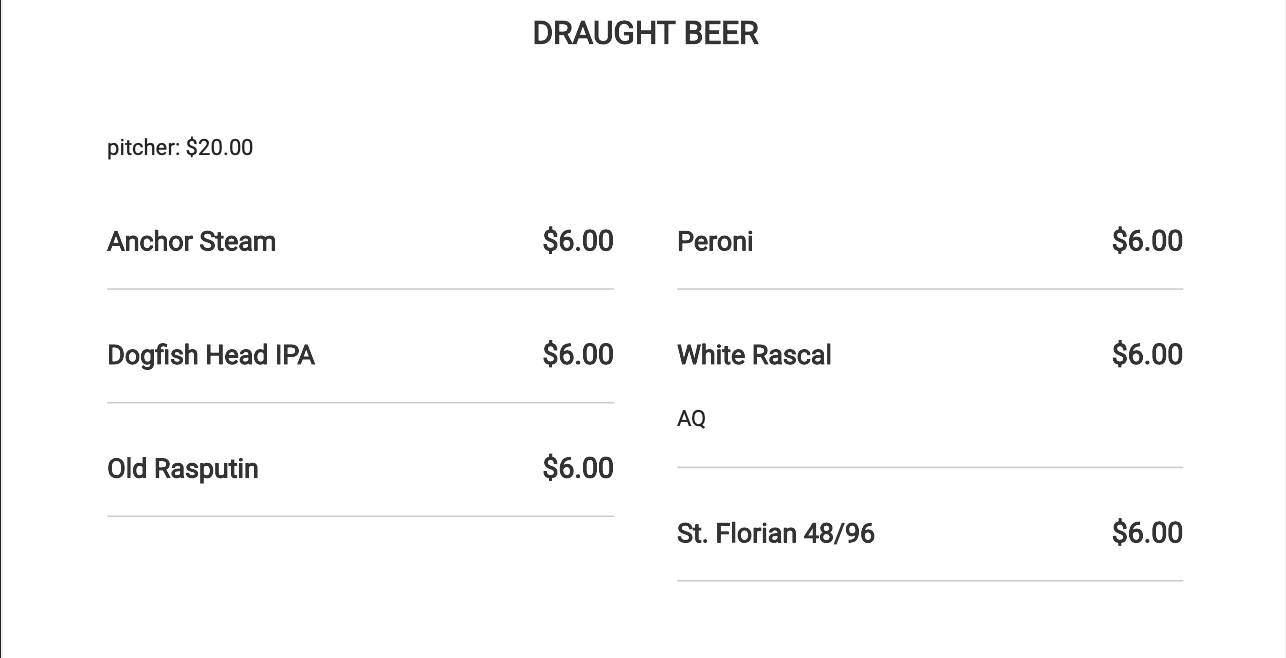 DRAUGHT BEER
pitcher: $20.00
Anchor Steam $6.00
Dogfish Head IPA $6.00
Old Rasputin $6.00
Peroni $6.00
White Rascal $6.00
AQ
St. Florian 48/96 $6.00